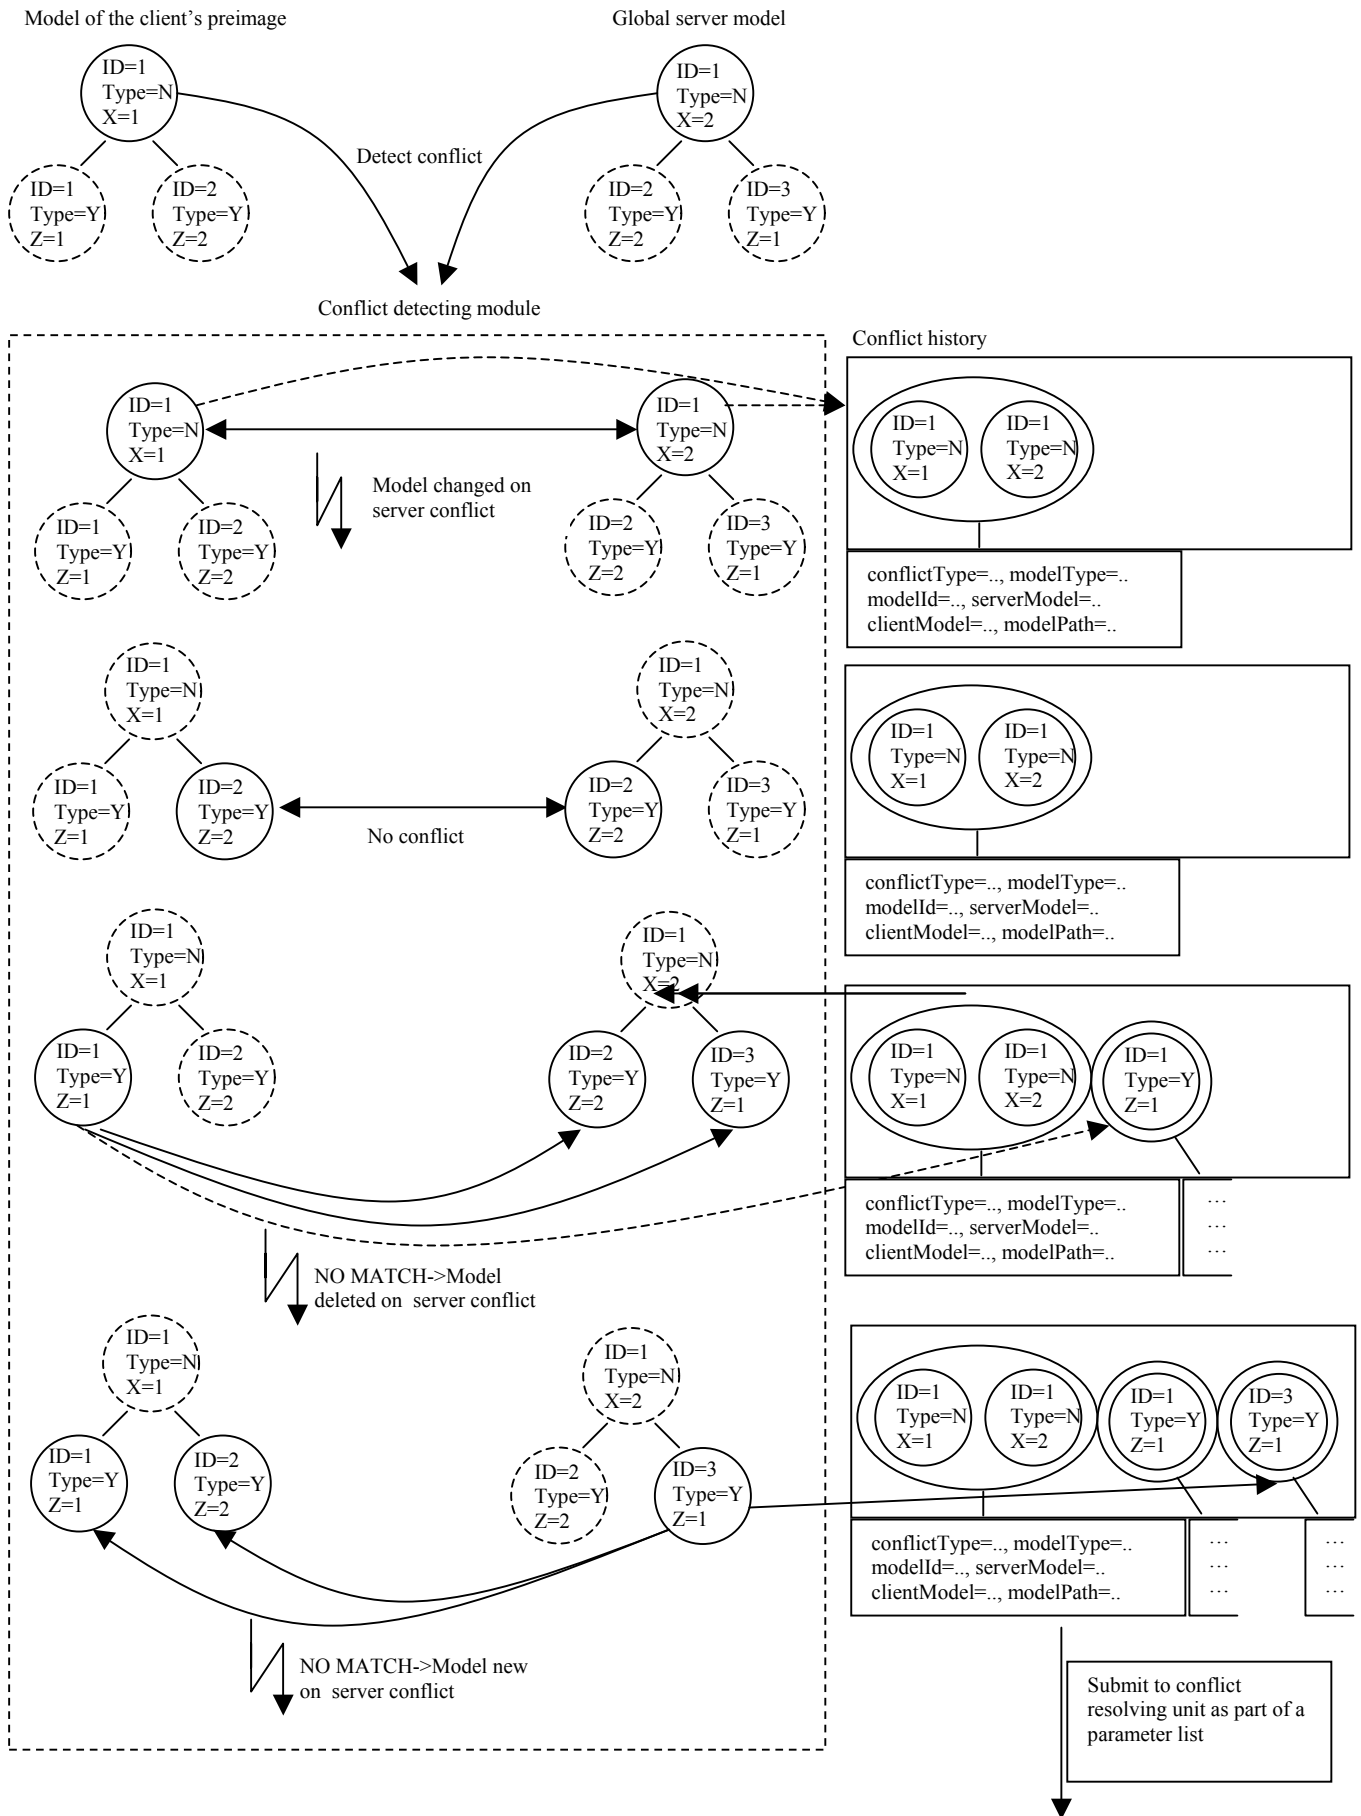 Model of the client's preimage
Global server model
ID=1
Type=N
X=1
ID=1
Type=N
X=2
Detect conflict
ID=1
Type=Y
Z=1
ID=2
Type=Y
Z=2
ID=2
Type=Y
Z=2
ID=3
Type=Y
Z=1
Conflict detecting module
Conflict history
ID=1
Type=N
X=1
ID=1
Type=N
X=2
ID=1
Type=N
X=1
ID=1
Type=N
X=2
Model changed on
server conflict
ID=1
Type=Y
Z=1
ID=2
Type=Y
Z=2
ID=2
Type=Y
Z=2
ID=3
Type=Y
Z=1
conflictType=.., modelType=..
modelId=.., serverModel=..
clientModel=.., modelPath=..
ID=1
Type=N
X=1
ID=1
Type=N
X=2
ID=1
Type=N
X=1
ID=1
Type=N
X=2
ID=1
Type=Y
Z=1
ID=2
Type=Y
Z=2
No conflict
ID=2
Type=Y
Z=2
ID=3
Type=Y
Z=1
conflictType=.., modelType=..
modelId=.., serverModel=..
clientModel=.., modelPath=..
ID=1
Type=N
X=1
ID=1
Type=N
X=2
ID=1
Type=Y
Z=1
ID=2
Type=Y
Z=2
ID=2
Type=Y
Z=2
ID=3
Type=Y
Z=1
ID=1
Type=N
X=1
ID=1
Type=N
X=2
ID=1
Type=Y
Z=1
conflictType=.., modelType=..
modelId=.., serverModel=..
clientModel=.., modelPath=..
...
...
...
NO MATCH->Model
deleted on server conflict
ID=1
Type=N
X=1
ID=1
Type=N
X=2
ID=1
Type=Y
Z=1
ID=2
Type=Y
Z=2
ID=2
Type=Y
Z=2
ID=3
Type=Y
Z=1
ID=1
Type=N
X=1
ID=1
Type=N
X=2
ID=1
Type=Y
Z=1
ID=3
Type=Y
Z=1
conflictType=.., modelType=..
modelId=.., serverModel=..
clientModel=.., modelPath=..
...
...
...
...
...
...
NO MATCH->Model new
on server conflict
Submit to conflict
resolving unit as part of a
parameter list